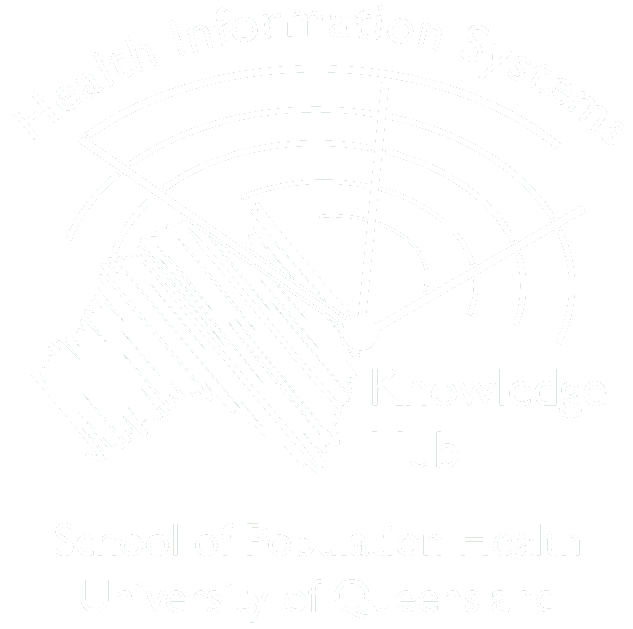 Health Information Systems
Knowledge
Hub
School of Population Health
University of Queensland